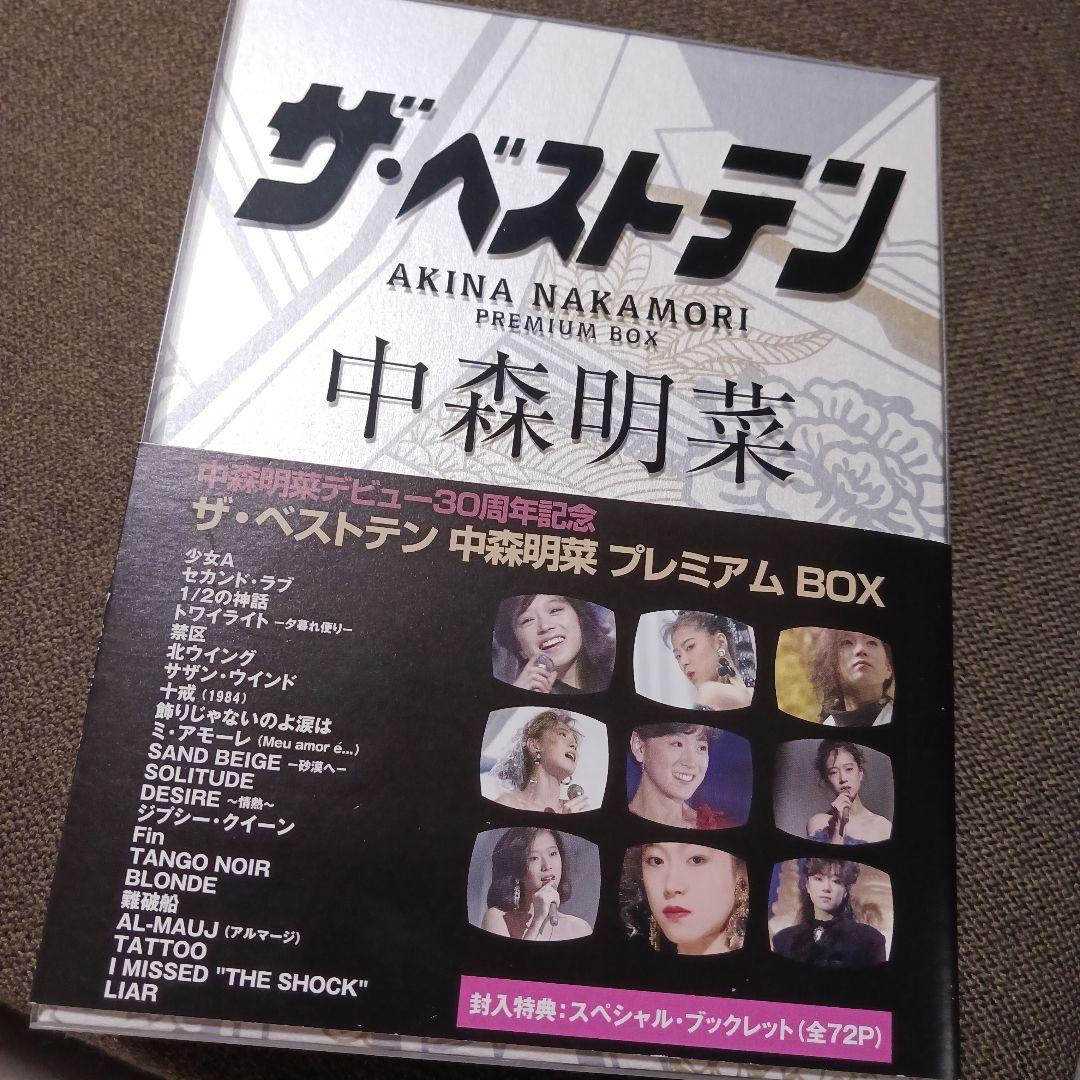 ザ・ベストテン
AKINA NAKAMORI
PREMIUM BOX
中森明菜
中森明菜デビュー30周年記念
ザ・ベストテン 中森明菜 プレミアム BOX
少女A
セカンド・ラブ
1/2の神話
トワイライト －夕暮れ便り－
禁区
北ウイング
サザン・ウインド
十戒 (1984)
飾りじゃないのよ涙は
ミ・アモーレ (Meu amor é...)
SAND BEIGE －砂漠へ－
SOLITUDE
DESIRE ～情熱～
ジプシー・クイーン
Fin
TANGO NOIR
BLONDE
難破船
AL-MAUJ (アルマージ)
TATTOO
I MISSED "THE SHOCK"
LIAR
封入特典：スペシャル・ブックレット(全72P)